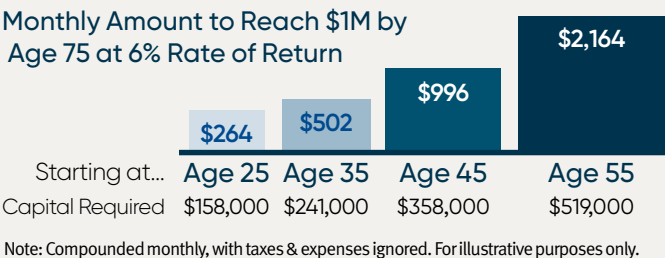 Monthly Amount to Reach $1M by
Age 75 at 6% Rate of Return
$264
$502
$996
$2,164
Starting at... Age 25 Age 35 Age 45 Age 55
Capital Required $158,000 $241,000 $358,000 $519,000
Note: Compounded monthly, with taxes & expenses ignored. For illustrative purposes only.